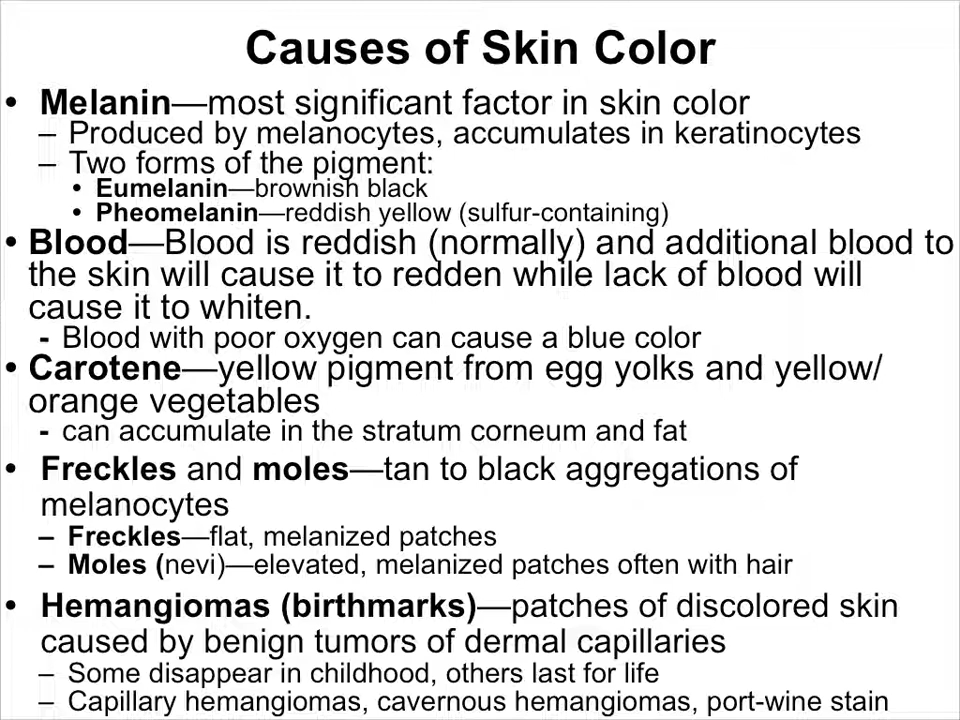 Causes of Skin Color
• Melanin—most significant factor in skin color
– Produced by melanocytes, accumulates in keratinocytes
– Two forms of the pigment:
• Eumelanin—brownish black
• Pheomelanin—reddish yellow (sulfur-containing)
• Blood—Blood is reddish (normally) and additional blood to
the skin will cause it to redden while lack of blood will
cause it to whiten.
- Blood with poor oxygen can cause a blue color
• Carotene—yellow pigment from egg yolks and yellow/
orange vegetables
- can accumulate in the stratum corneum and fat
• Freckles and moles—tan to black aggregations of
melanocytes
– Freckles—flat, melanized patches
– Moles (nevi)—elevated, melanized patches often with hair
• Hemangiomas (birthmarks)—patches of discolored skin
caused by benign tumors of dermal capillaries
– Some disappear in childhood, others last for life
– Capillary hemangiomas, cavernous hemangiomas, port-wine stain